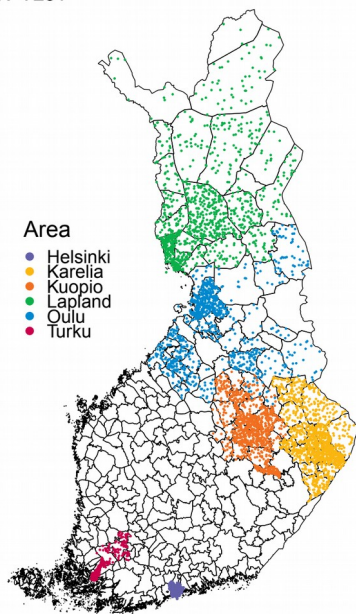 Area
Helsinki
Karelia
Kuopio
Lapland
Oulu
Turku